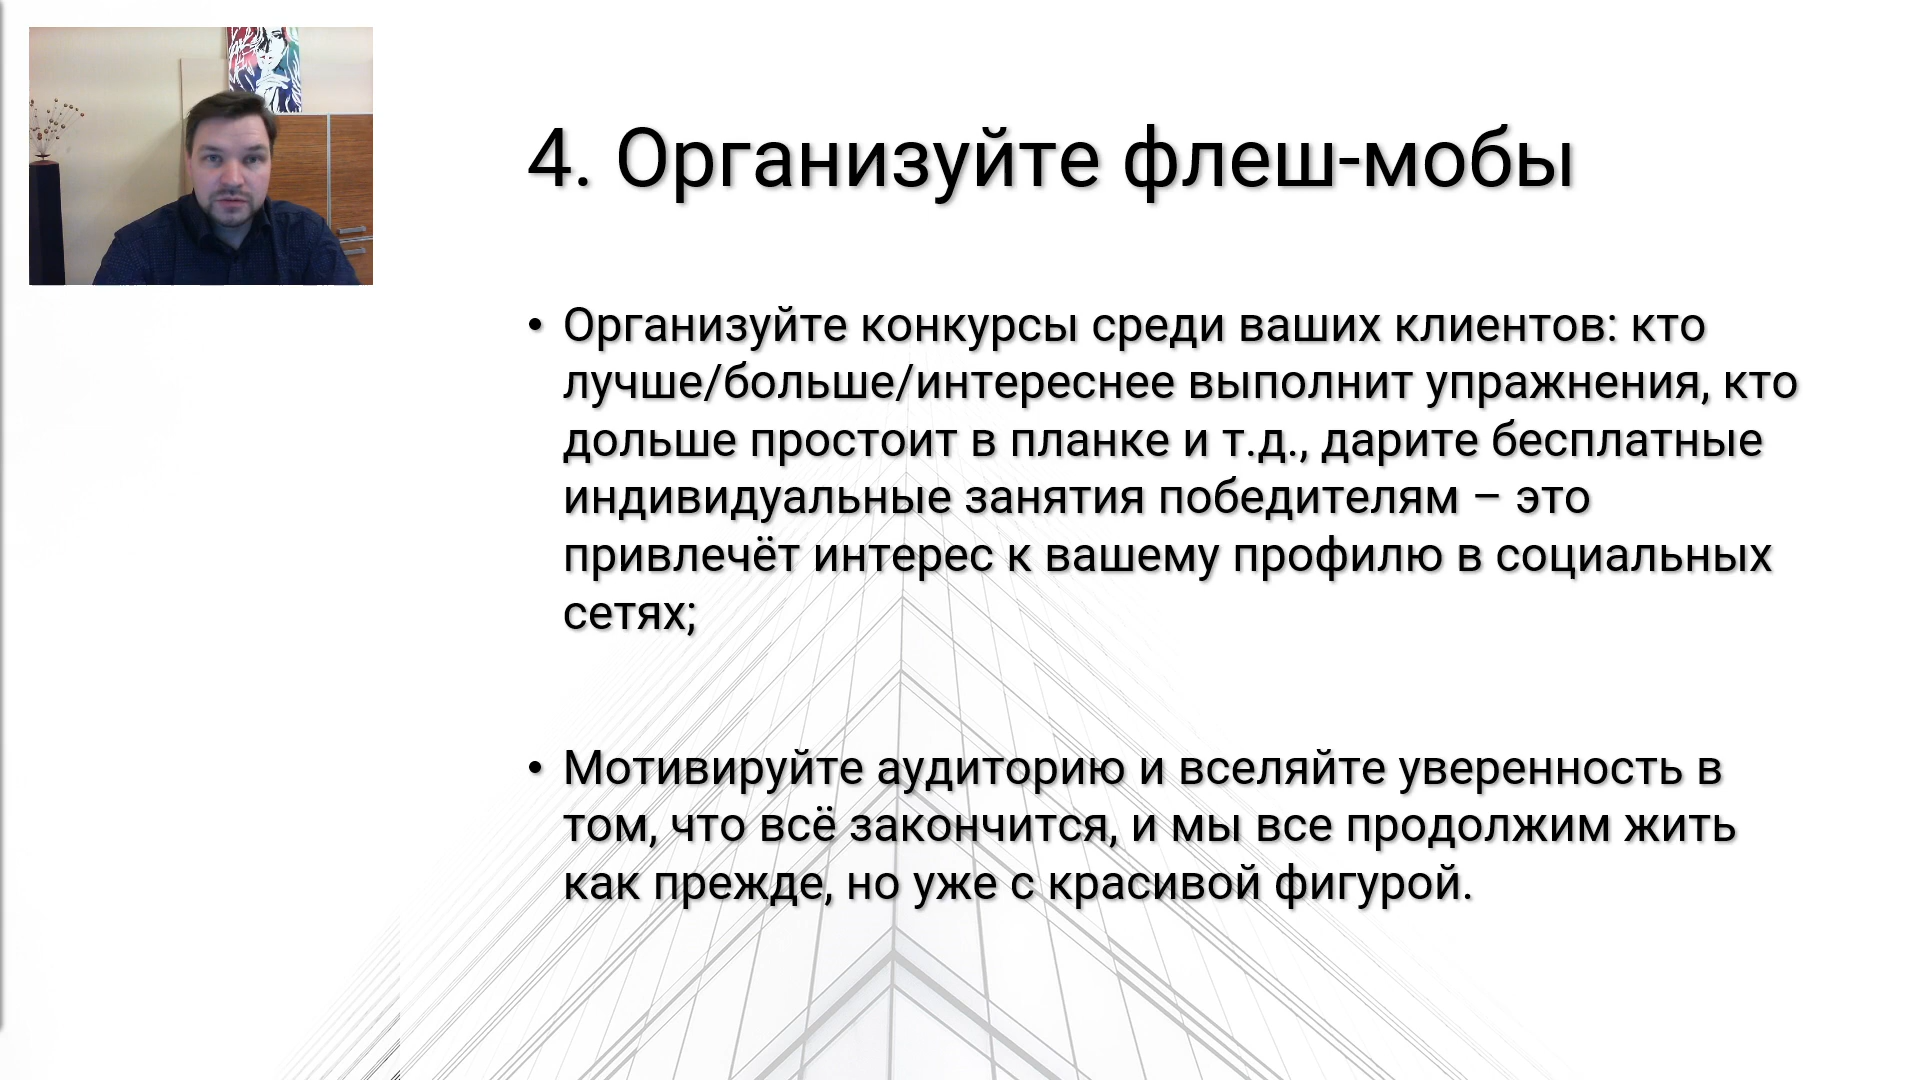 4. Организуйте флеш-мобы
• Организуйте конкурсы среди ваших клиентов: кто
лучше/больше/интереснее выполнит упражнения, кто
дольше простоит в планке и т.д., дарите бесплатные
индивидуальные занятия победителям – это
привлечёт интерес к вашему профилю в социальных
сетях;
• Мотивируйте аудиторию и вселяйте уверенность в
том, что всё закончится, и мы все продолжим жить
как прежде, но уже с красивой фигурой.